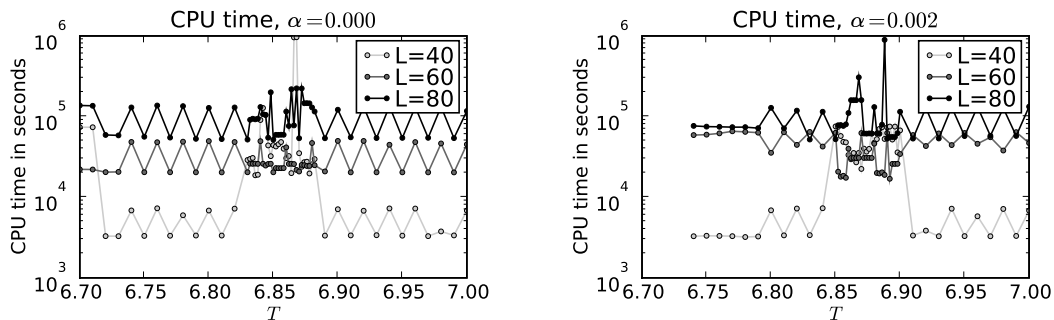 CPU time, α=0.000
CPU time in seconds
10^6
10^5
10^4
10^3
L=40
L=60
L=80
6.70 6.75 6.80 6.85 6.90 6.95 7.00
T
CPU time, α=0.002
CPU time in seconds
10^6
10^5
10^4
10^3
L=40
L=60
L=80
6.70 6.75 6.80 6.85 6.90 6.95 7.00
T